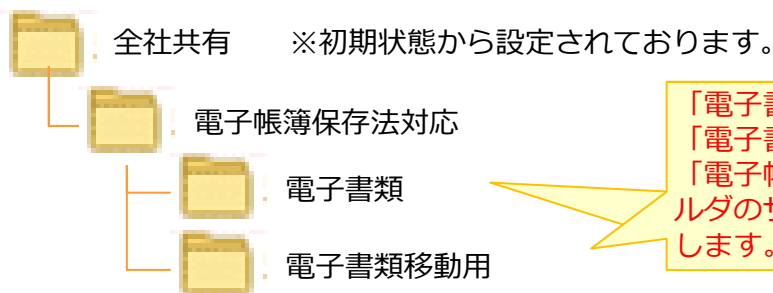 全社共有　　※初期状態から設定されております。
電子帳簿保存法対応
電子書類
電子書類移動用
「電子書
「電子書
「電子帳
ルダのサ
します。